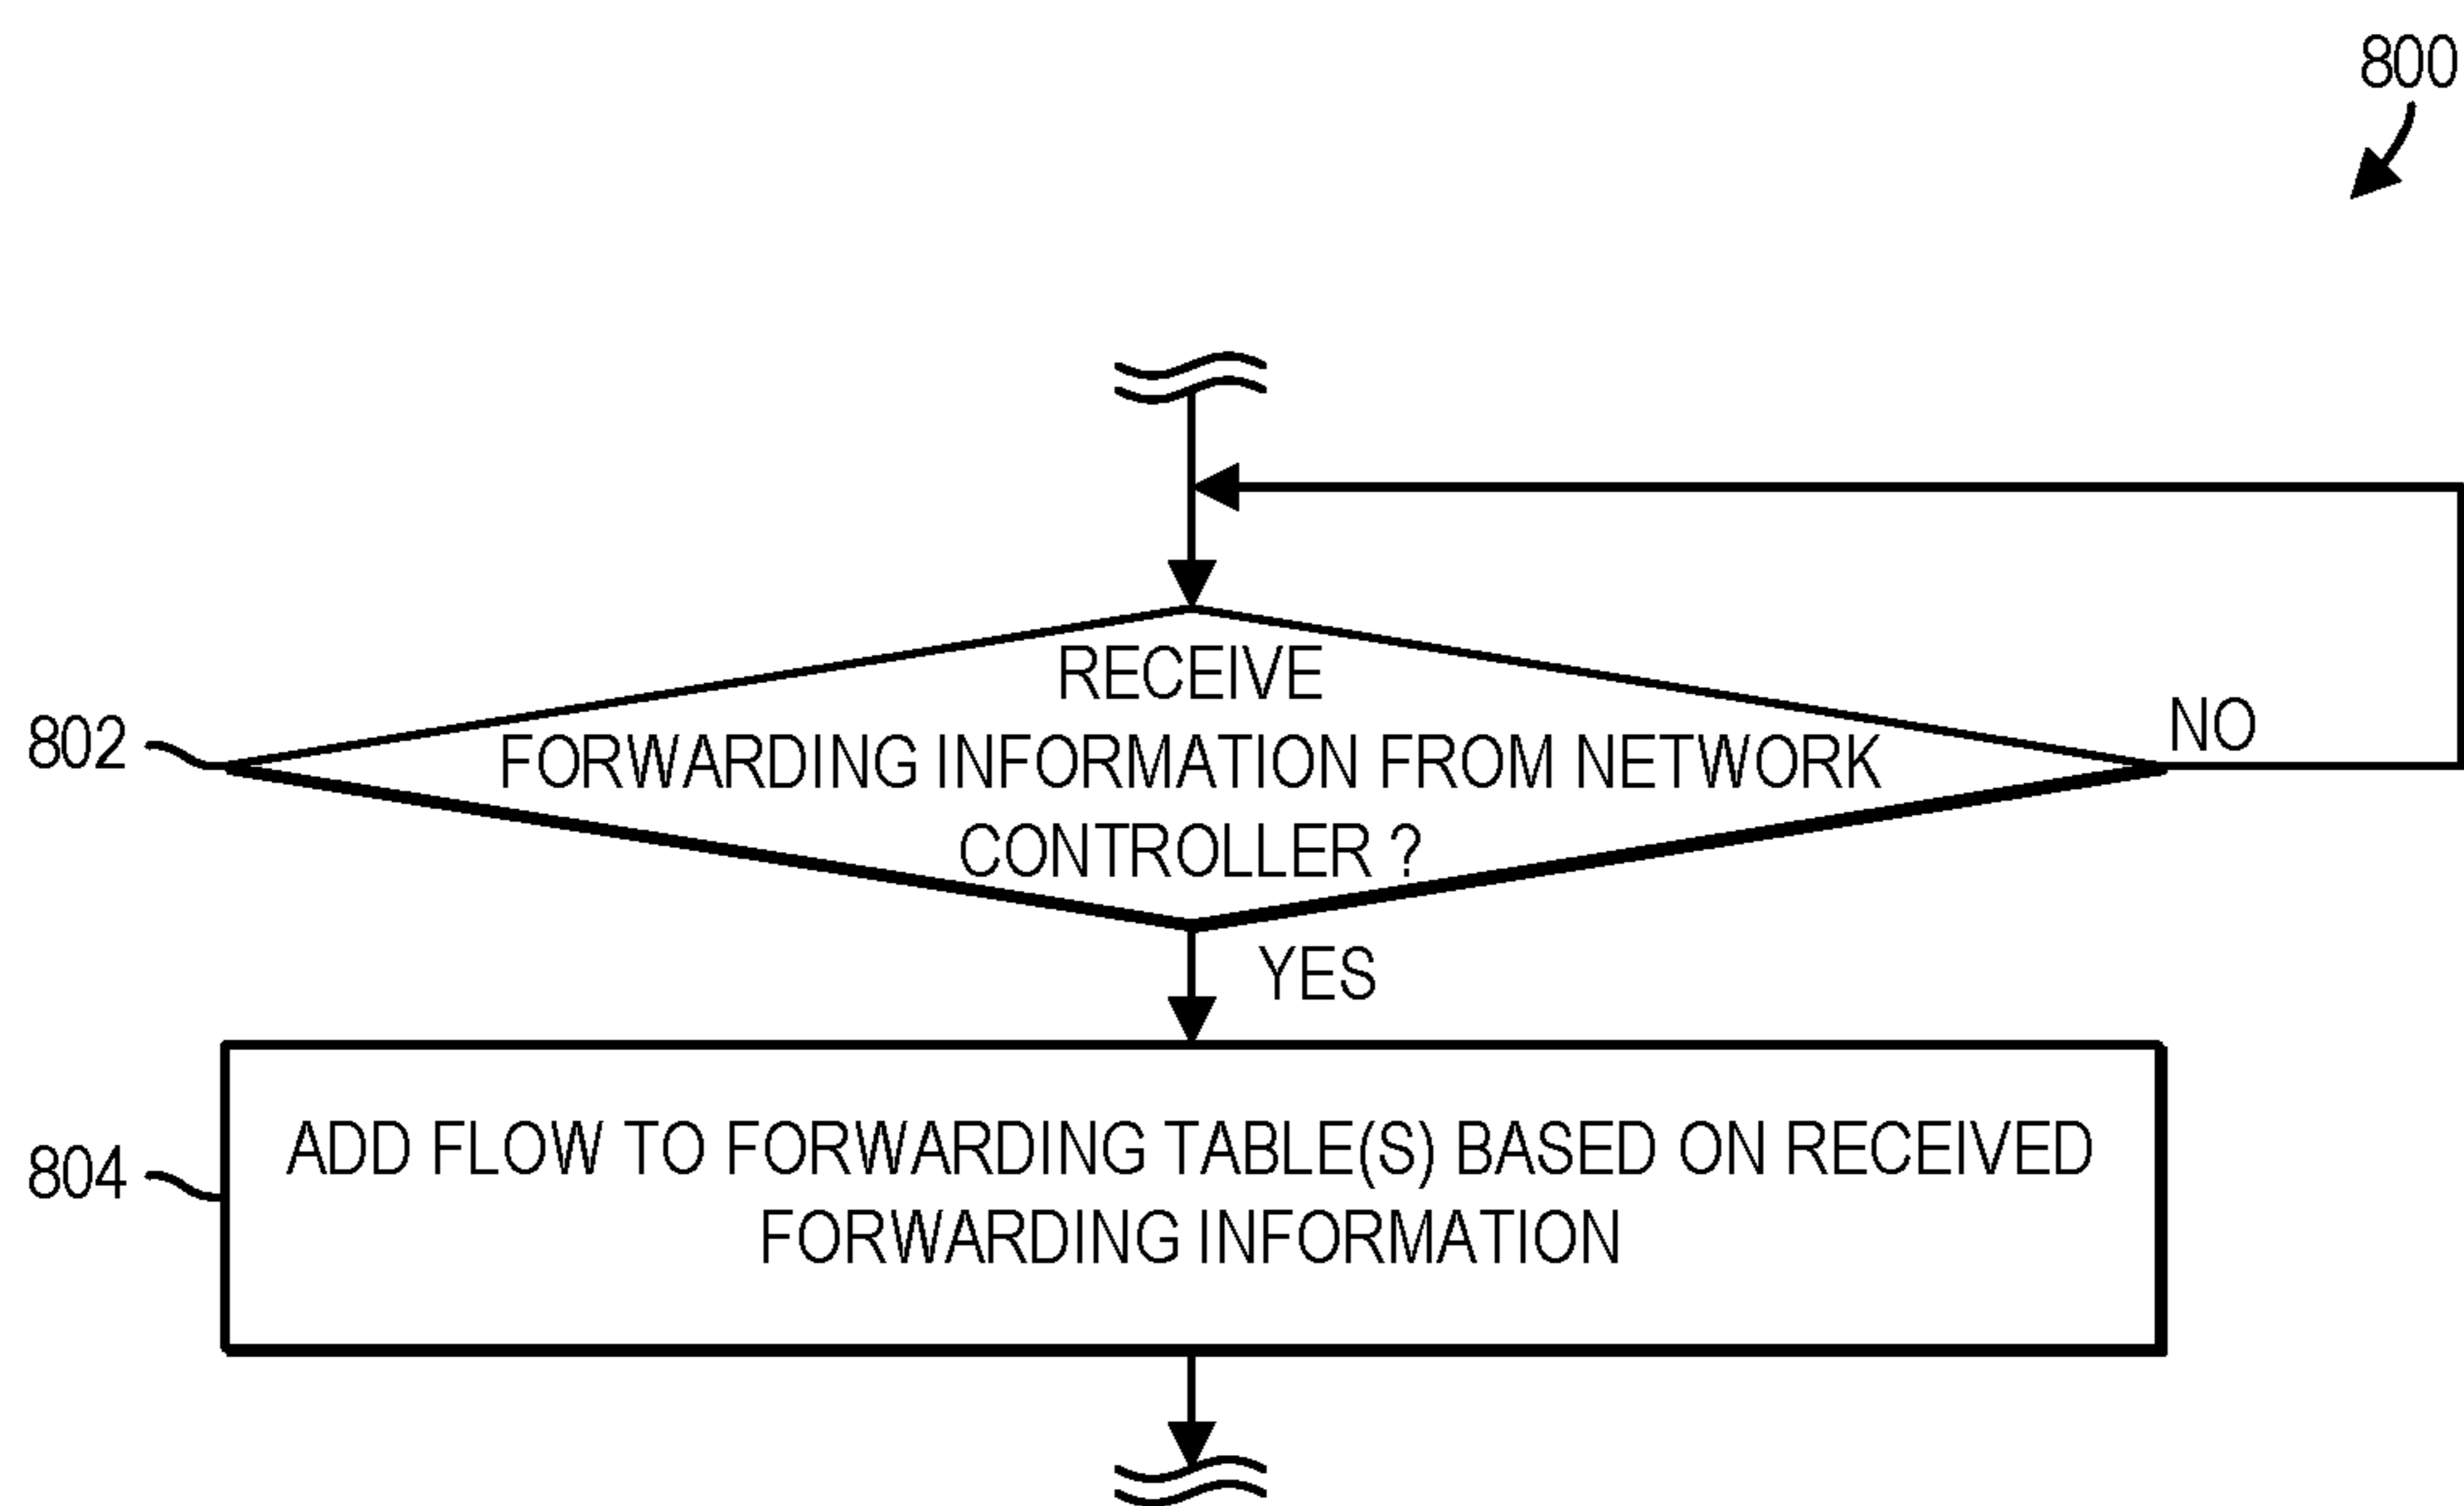 800
RECEIVE
FORWARDING INFORMATION FROM NETWORK
CONTROLLER ?
802
NO
YES
804
ADD FLOW TO FORWARDING TABLE(S) BASED ON RECEIVED
FORWARDING INFORMATION